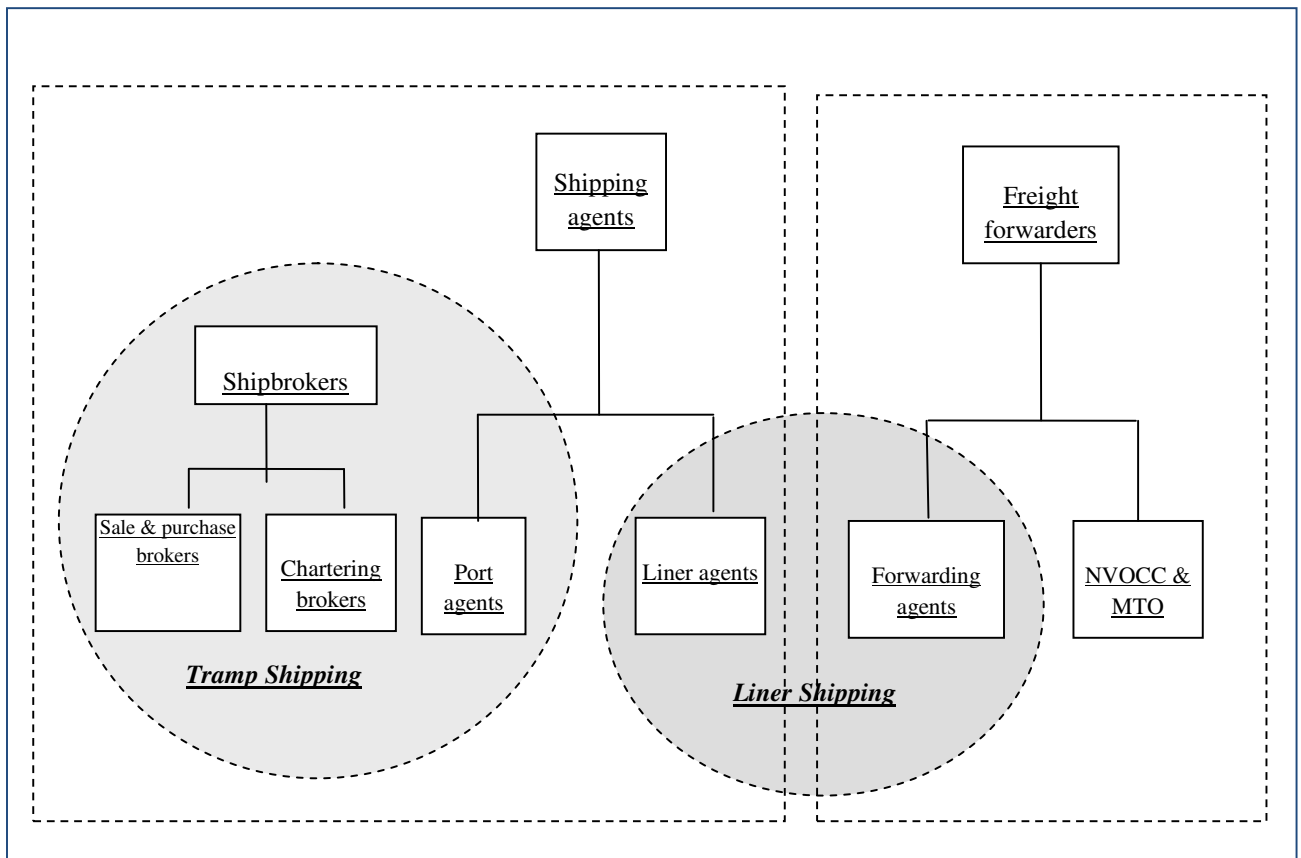 Shipping
agents
Freight
forwarders
Shipbrokers
Sale & purchase
brokers
Chartering
brokers
Port
agents
Liner agents
Forwarding
agents
NVOCC &
MTO
Tramp Shipping
Liner Shipping